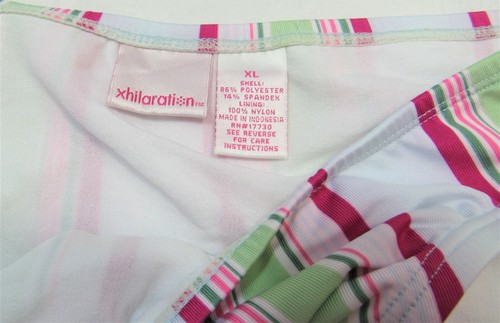 xhilaration
XL
SHELL:
86% POLYESTER
14% SPANDEX
LINING:
100% NYLON
MADE IN INDONESIA
RN#17730
SEE REVERSE
FOR CARE
INSTRUCTIONS